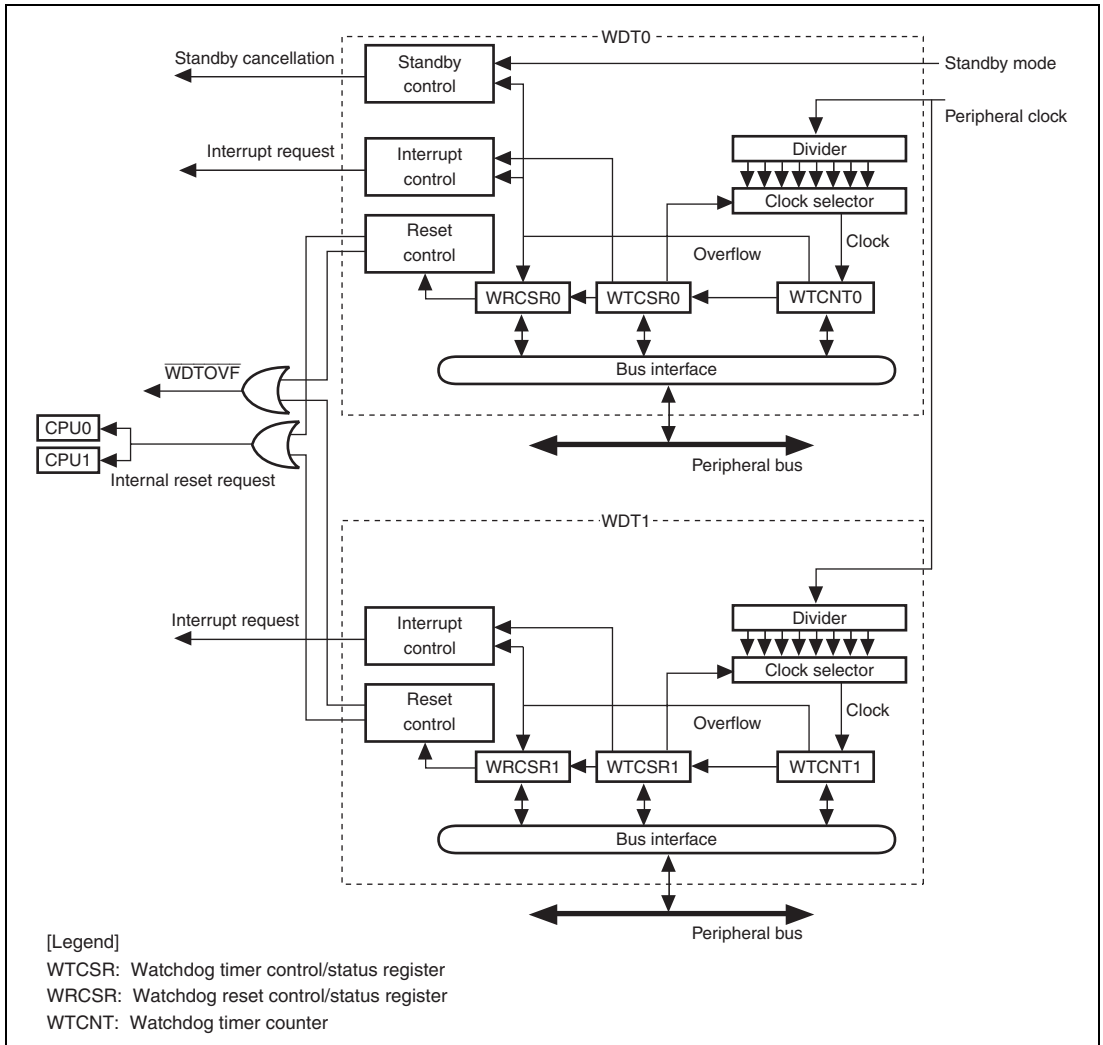 WDT0
Standby cancellation
Standby
control
Standby mode
Peripheral clock
Interrupt request
Interrupt
control
Divider
Clock selector
Reset
control
Overflow
Clock
WRCSR0
WTCSR0
WTCNT0
WDTOVF
Bus interface
CPU0
CPU1
Internal reset request
Peripheral bus
WDT1
Interrupt request
Interrupt
control
Divider
Clock selector
Reset
control
Overflow
Clock
WRCSR1
WTCSR1
WTCNT1
Bus interface
Peripheral bus
[Legend]
WTCSR: Watchdog timer control/status register
WRCSR: Watchdog reset control/status register
WTCNT: Watchdog timer counter